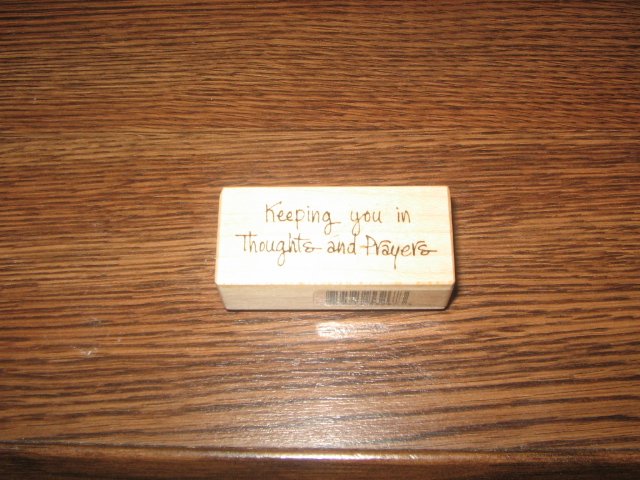 Keeping you in
Thoughts and Prayers